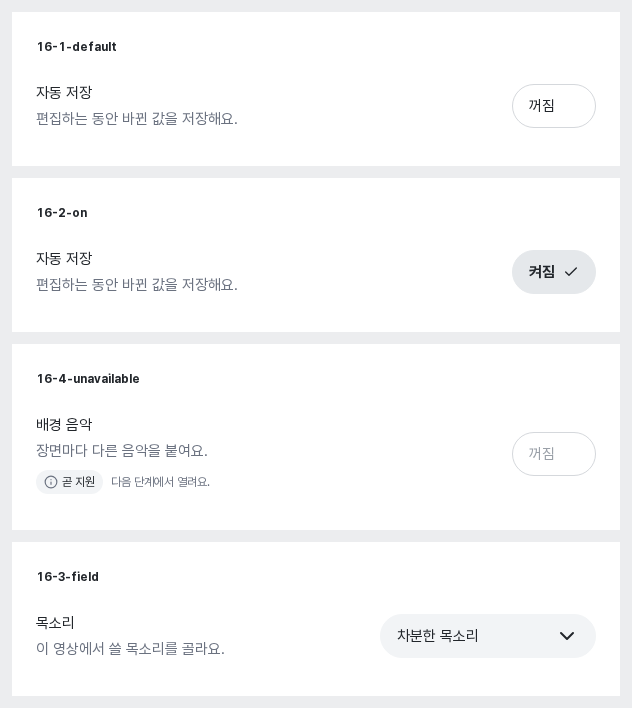 16-1-default
자동 저장
편집하는 동안 바뀐 값을 저장해요.
꺼짐
16-2-on
자동 저장
편집하는 동안 바뀐 값을 저장해요.
켜짐
16-4-unavailable
배경 음악
장면마다 다른 음악을 붙여요.
곧 지원 다음 단계에서 열려요.
꺼짐
16-3-field
목소리
이 영상에서 쓸 목소리를 골라요.
차분한 목소리